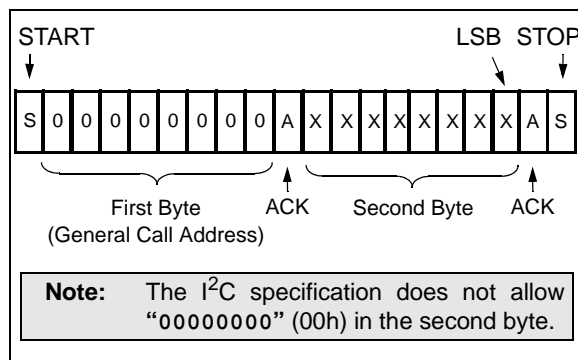 START LSB STOP
S 0 0 0 0 0 0 0 0 A X X X X X X X X A S
First Byte ACK Second Byte ACK
(General Call Address)
Note: The I²C specification does not allow
“00000000” (00h) in the second byte.